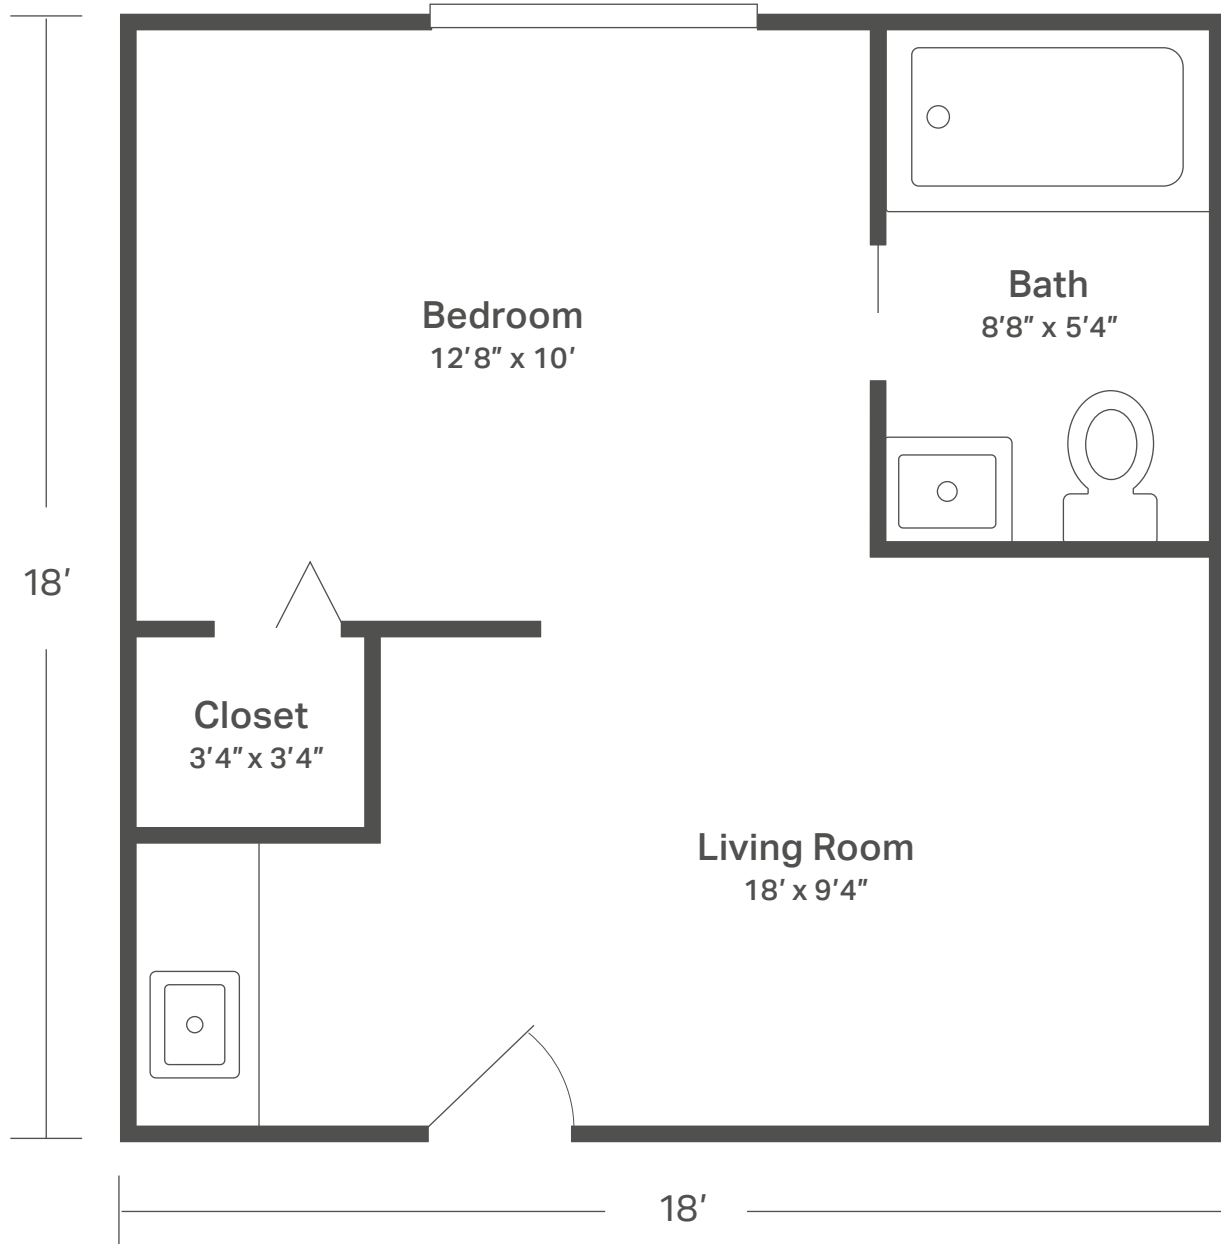 Bath
8'8" x 5'4"
Bedroom
12'8" x 10'
18'
Closet
3'4" x 3'4"
Living Room
18' x 9'4"
18'